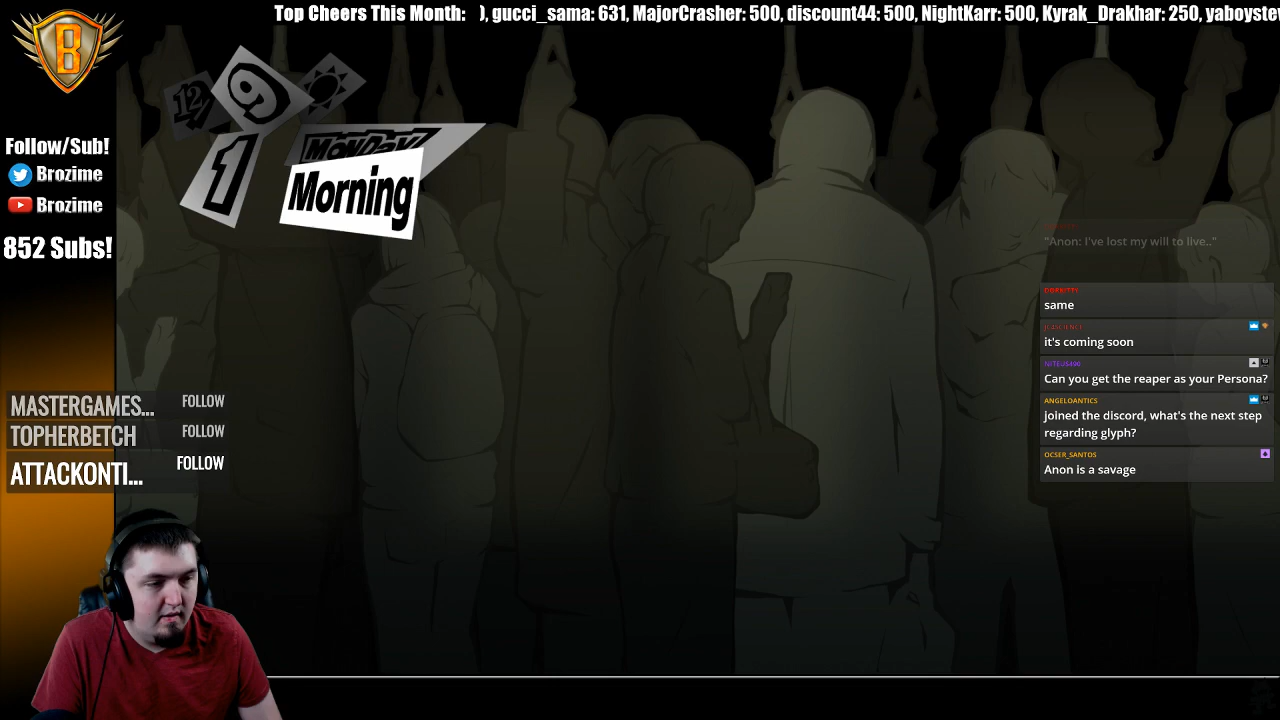 Top Cheers This Month: ), gucci_sama: 631, MajorCrasher: 500, discount44: 500, NightKarr: 500, Kyrak_Drakhar: 250, yaboystev
B
12 9
1 MONDAY
Morning
Follow/Sub!
Brozime
Brozime
852 Subs!
"Anon: I've lost my will to live.."
DORKITTY
same
it's coming soon
NITEUS490
Can you get the reaper as your Persona?
ANGELOANTICS
joined the discord, what's the next step
regarding glyph?
OCSER_SANTOS
Anon is a savage
MASTERGAMES... FOLLOW
TOPHERBETCH FOLLOW
ATTACKONTI... FOLLOW